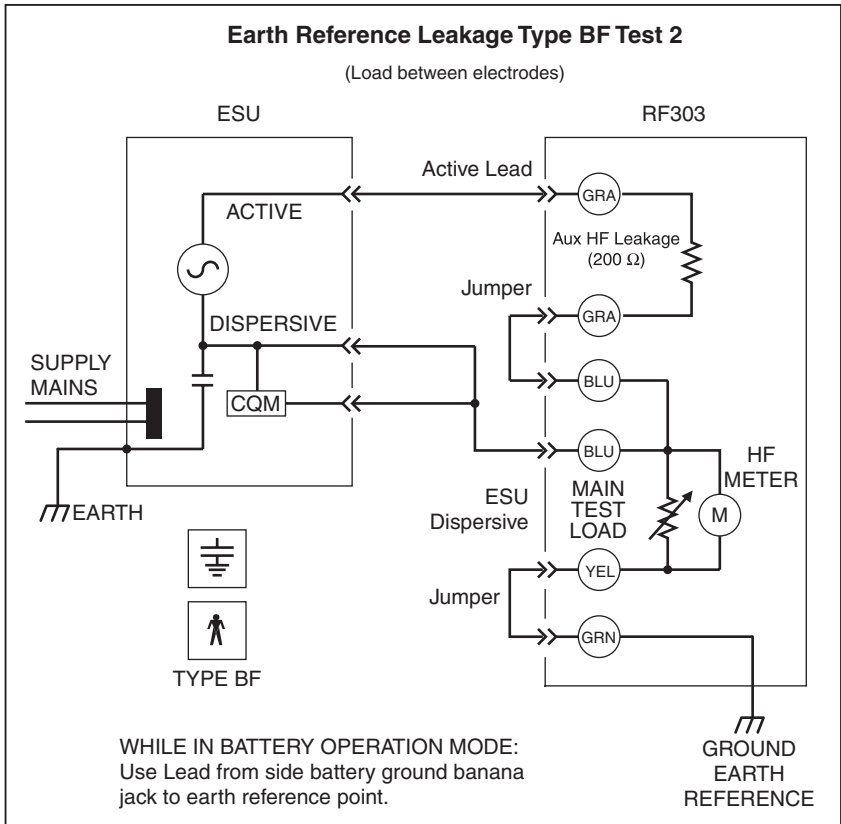 Earth Reference Leakage Type BF Test 2
(Load between electrodes)
ESU
RF303
Active Lead
GRA
ACTIVE
Aux HF Leakage
(200 Ω)
Jumper
GRA
DISPERSIVE
SUPPLY
MAINS
BLU
CQM
BLU
HF
METER
ESU
Dispersive
MAIN
TEST
LOAD
M
EARTH
YEL
Jumper
GRN
TYPE BF
WHILE IN BATTERY OPERATION MODE:
Use Lead from side battery ground banana
jack to earth reference point.
GROUND
EARTH
REFERENCE